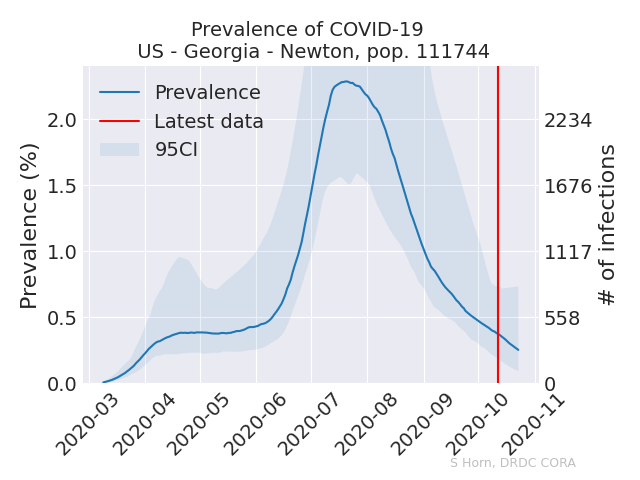 Prevalence of COVID-19
US - Georgia - Newton, pop. 111744
Prevalence
Latest data
95CI
Prevalence (%)
2.0
1.5
1.0
0.5
0.0
2234
1676
1117
558
0
# of infections
2020-03
2020-04
2020-05
2020-06
2020-07
2020-08
2020-09
2020-10
2020-11
S Horn, DRDC CORA